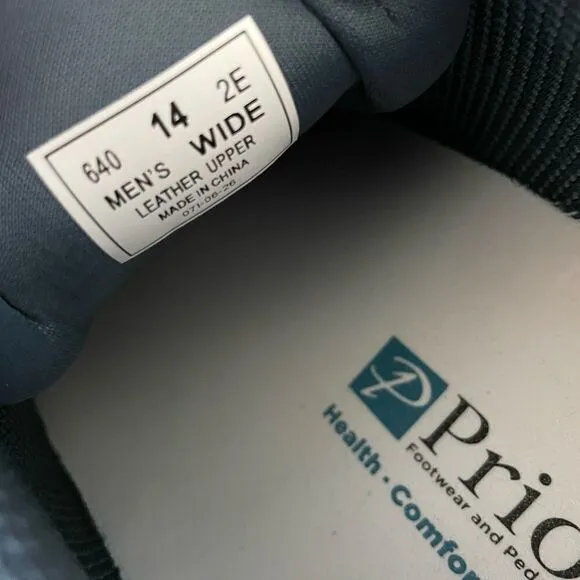 640 14 2E
MEN'S WIDE
LEATHER UPPER
MADE IN CHINA
071-06-26
P
Prio
Footwear and Ped
Health · Comfor